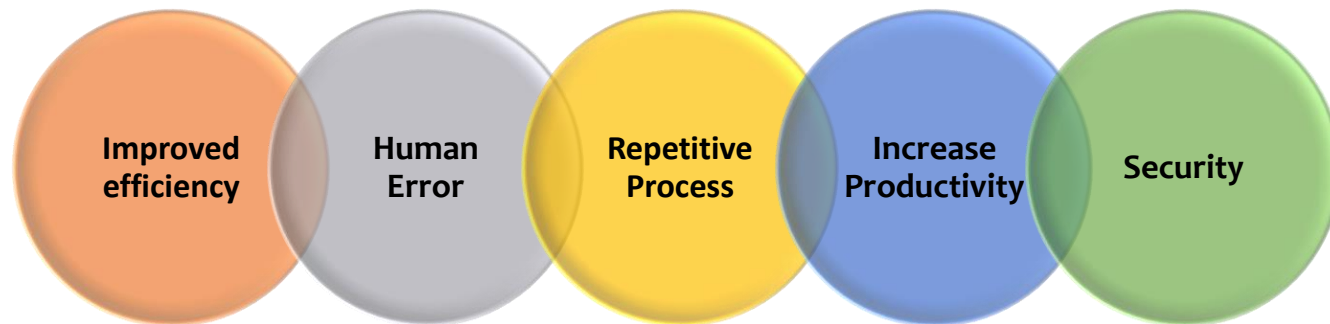 Improved
efficiency
Human
Error
Repetitive
Process
Increase
Productivity
Security